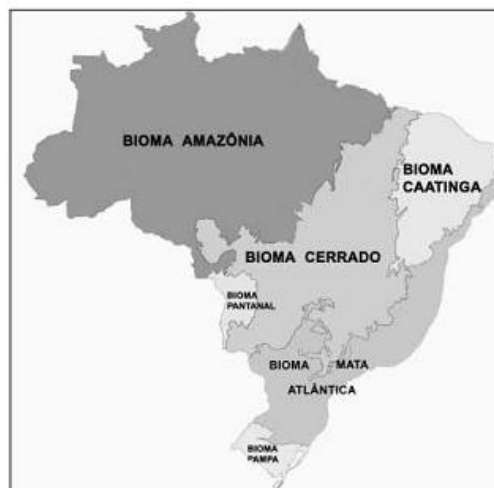 BIOMA AMAZÔNIA
BIOMA
CAATINGA
BIOMA CERRADO
BIOMA
PANTANAL
BIOMA MATA
ATLÂNTICA
BIOMA
PAMPA